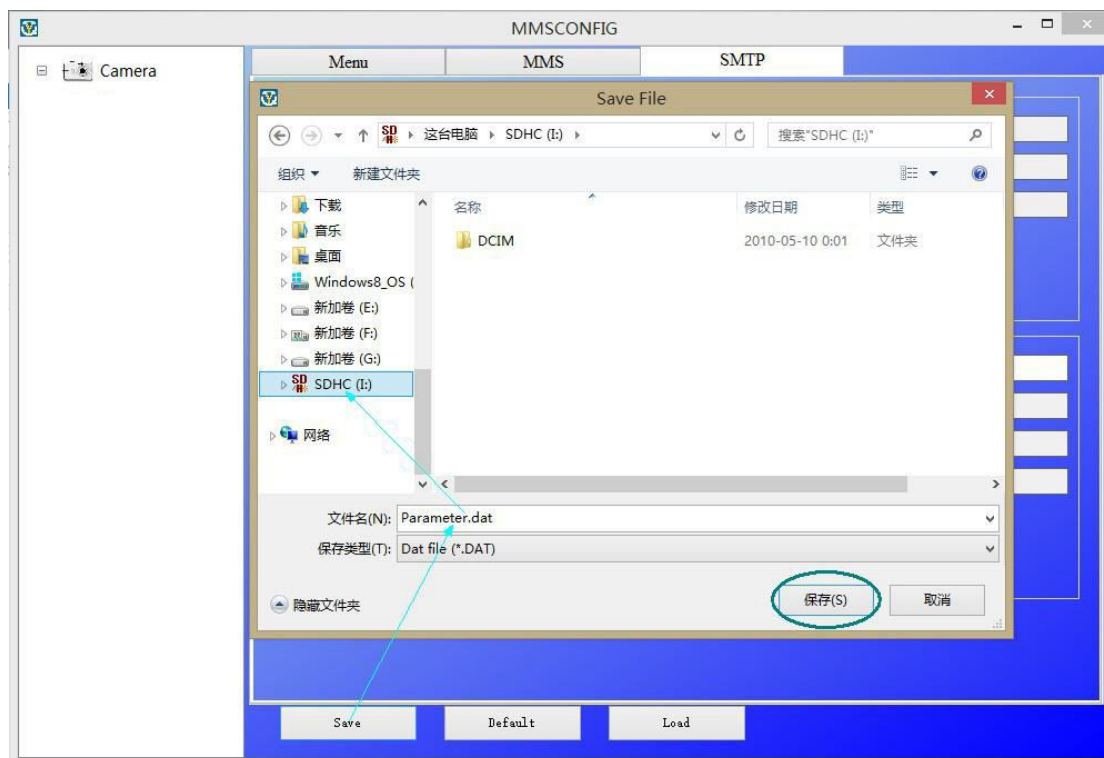 MMSCONFIG
Camera
Menu MMS SMTP
Save File
这台电脑 SDHC (I:) 搜索"SDHC (I:)"
组织 新建文件夹
名称 修改日期 类型
下载
音乐
桌面
Windows8_OS (
新加卷 (E:)
新加卷 (F:)
新加卷 (G:)
SDHC (I:)
网络
DCIM 2010-05-10 0:01 文件夹
文件名(N): Parameter.dat
保存类型(T): Dat file (*.DAT)
隐藏文件夹 保存(S) 取消
Save Default Load